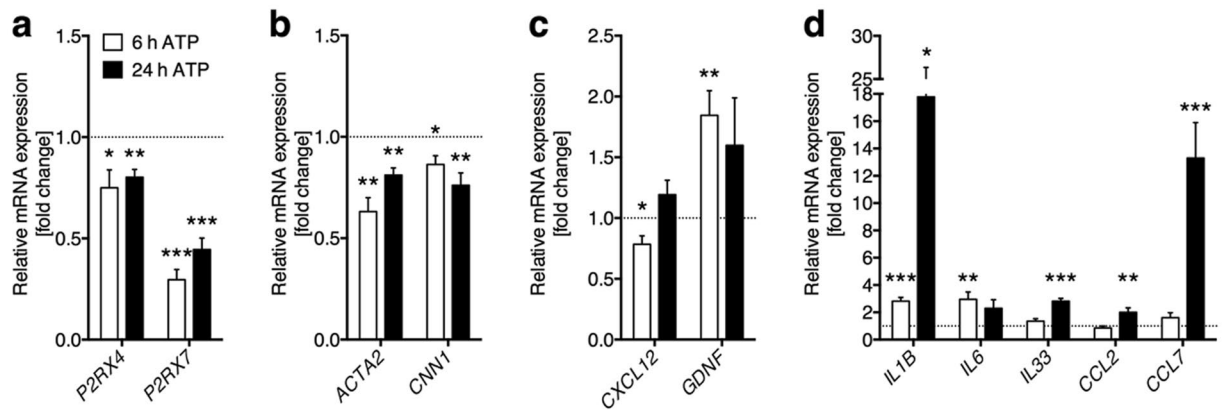 a
Relative mRNA expression
[fold change]
1.5
1.0
0.5
0.0
6 h ATP
24 h ATP
* ** *** ***
P2RX4 P2RX7
b
Relative mRNA expression
[fold change]
1.5
1.0
0.5
0.0
** ** * **
ACTA2 CNN1
c
Relative mRNA expression
[fold change]
2.5
2.0
1.5
1.0
0.5
0.0
* **
CXCL12 GDNF
d
Relative mRNA expression
[fold change]
30
25
18
16
14
12
10
8
6
4
2
0
*** * ** *** ** ***
IL1B IL6 IL33 CCL2 CCL7